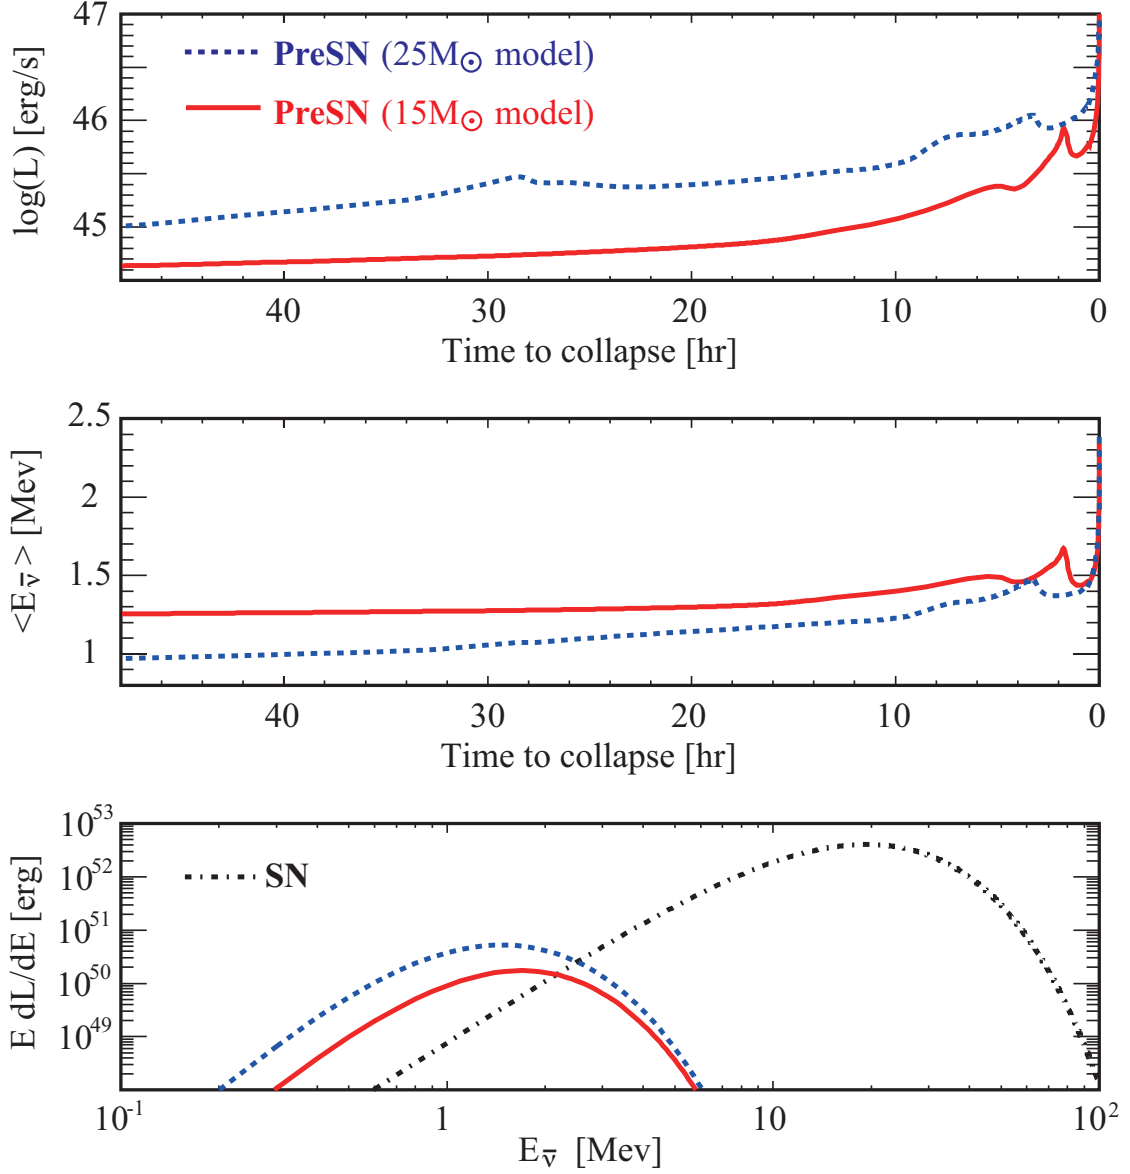 47
46
45
log(L) [erg/s]
PreSN (25M☉ model)
PreSN (15M☉ model)
40 30 20 10 0
Time to collapse [hr]
2.5
2
1.5
1
<E_ν̄ > [Mev]
40 30 20 10 0
Time to collapse [hr]
10^53
10^52
10^51
10^50
10^49
E dL/dE [erg]
SN
10^-1 1 10 10^2
E_ν̄ [Mev]